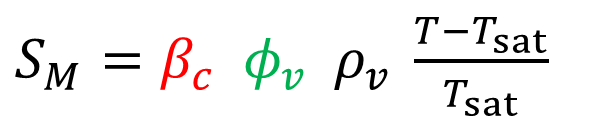 S_M = β_c ϕ_v ρ_v (T−T_sat)/T_sat